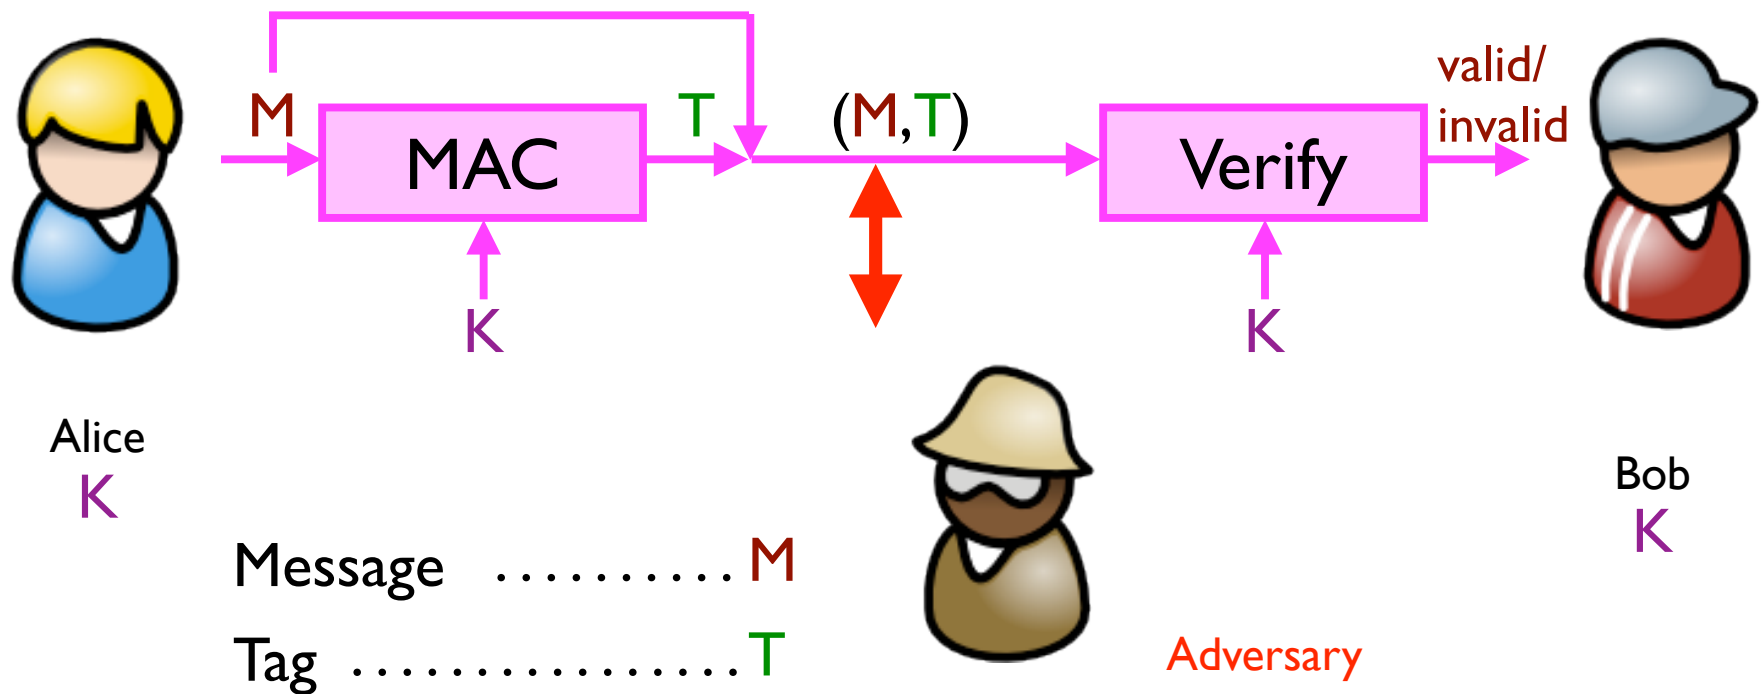 M
MAC
T
(M,T)
Verify
valid/
invalid
K
K
Alice
K
Bob
K
Message .......... M
Tag ................ T
Adversary